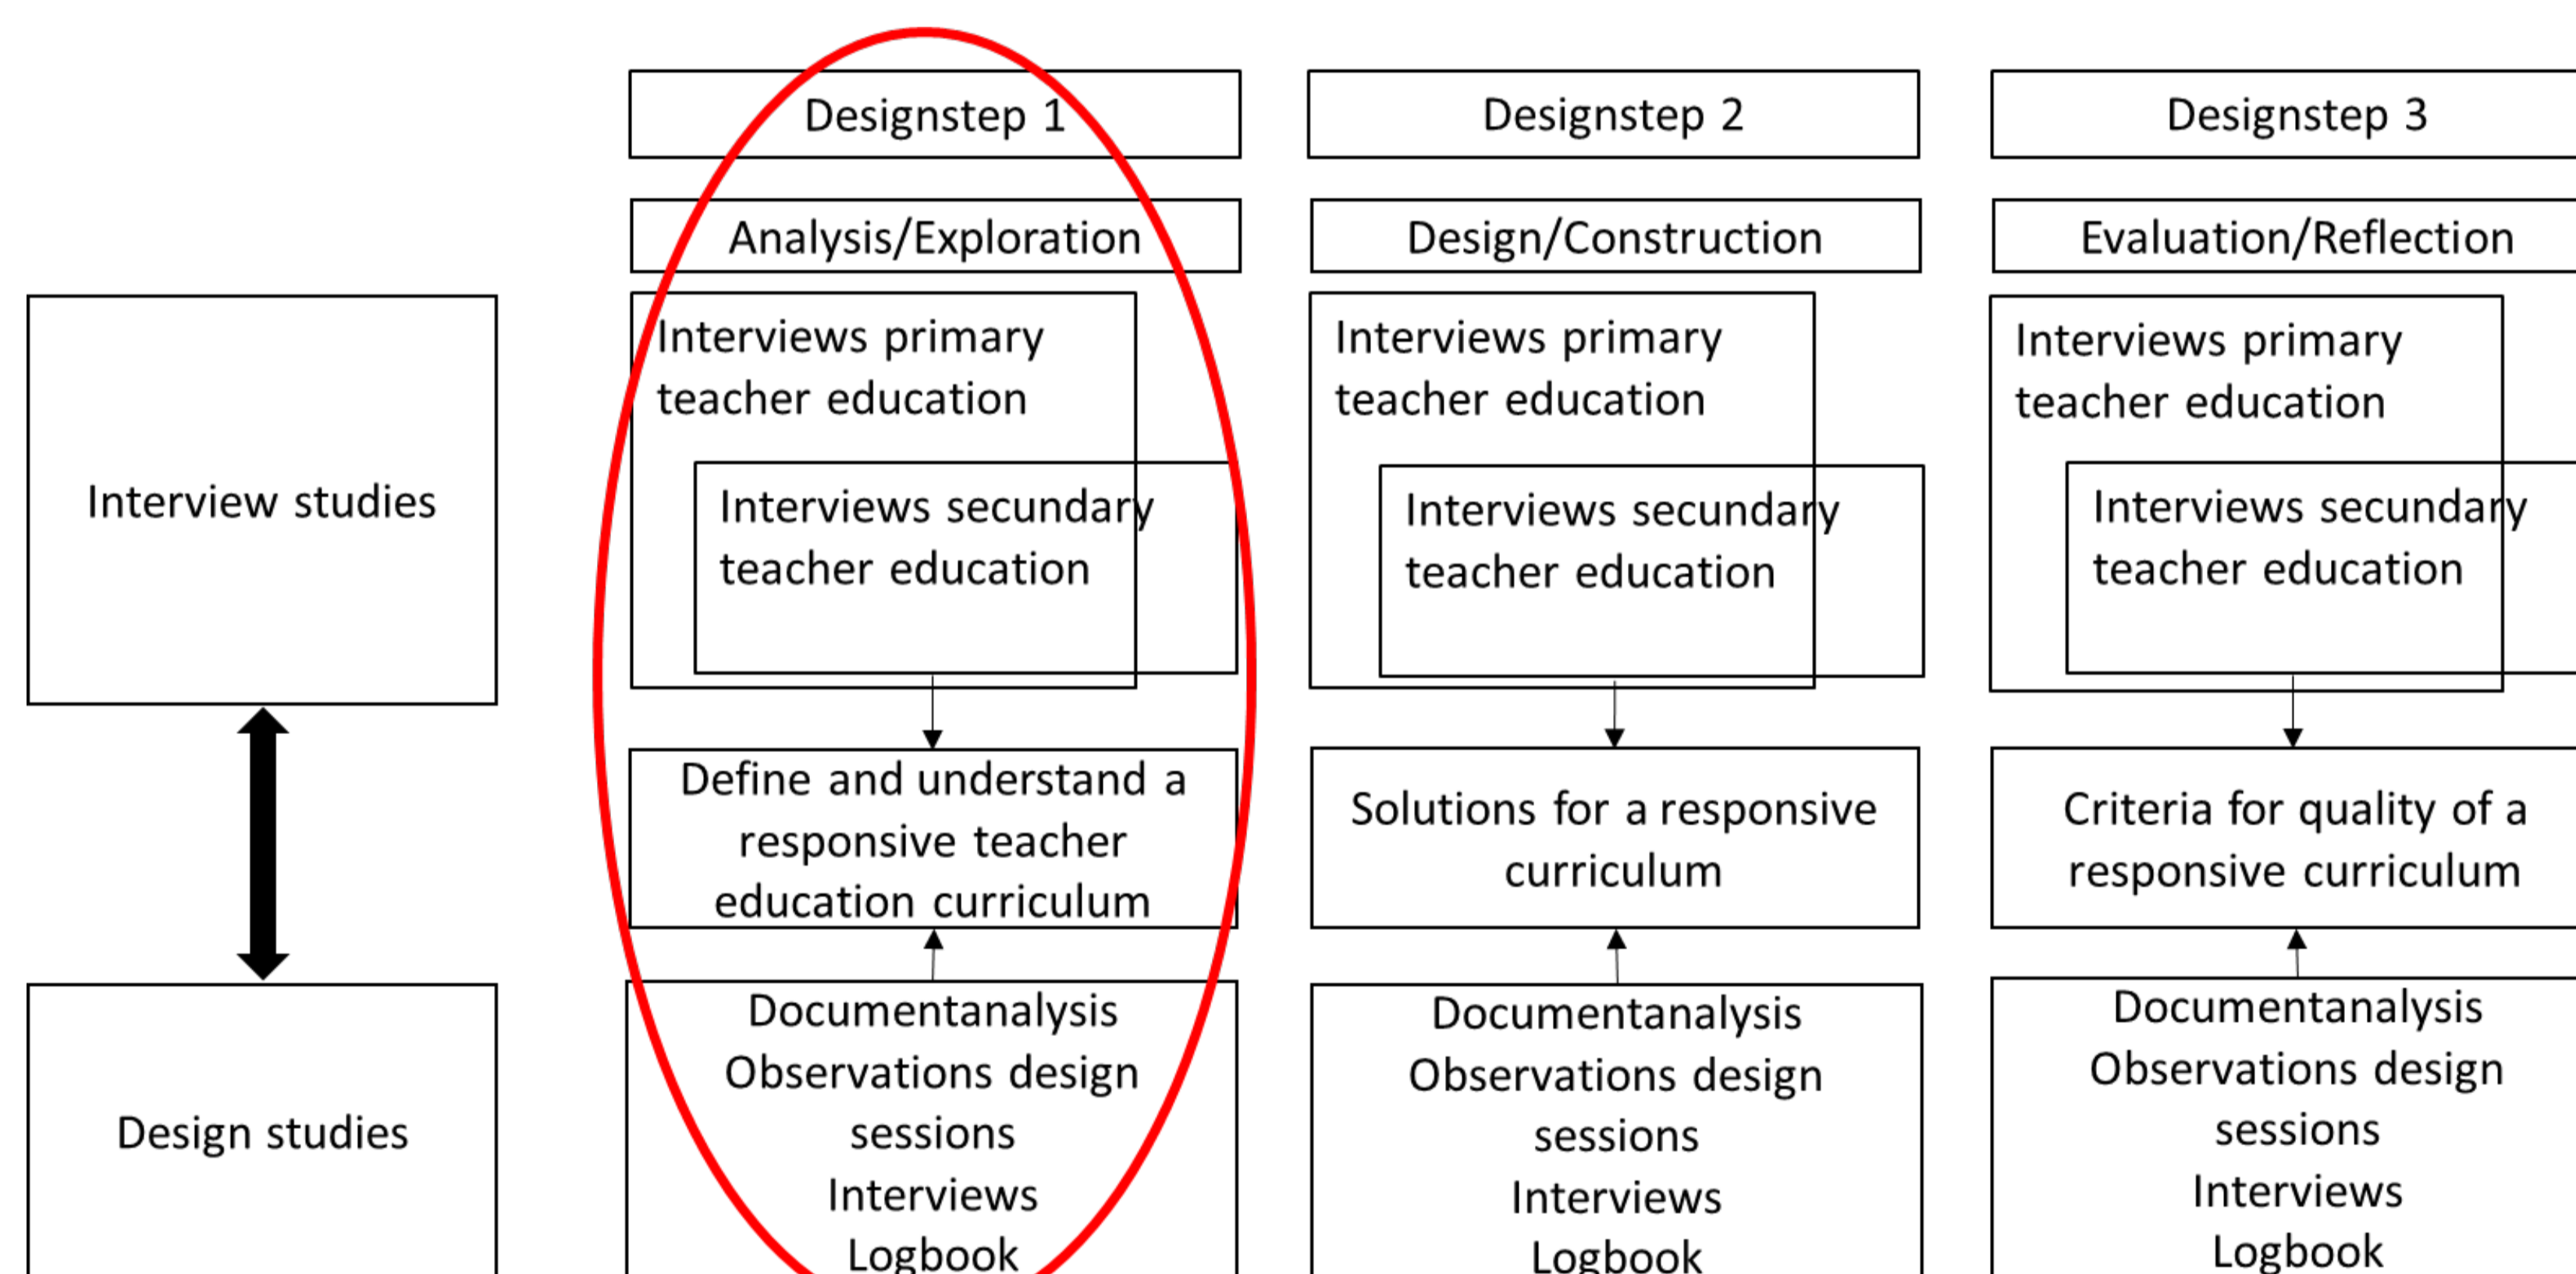 Designstep 1
Designstep 2
Designstep 3
Analysis/Exploration
Design/Construction
Evaluation/Reflection
Interview studies
Interviews primary
teacher education
Interviews secundary
teacher education
Interviews primary
teacher education
Interviews secundary
teacher education
Interviews primary
teacher education
Interviews secundary
teacher education
Define and understand a
responsive teacher
education curriculum
Solutions for a responsive
curriculum
Criteria for quality of a
responsive curriculum
Design studies
Documentanalysis
Observations design
sessions
Interviews
Logbook
Documentanalysis
Observations design
sessions
Interviews
Logbook
Documentanalysis
Observations design
sessions
Interviews
Logbook